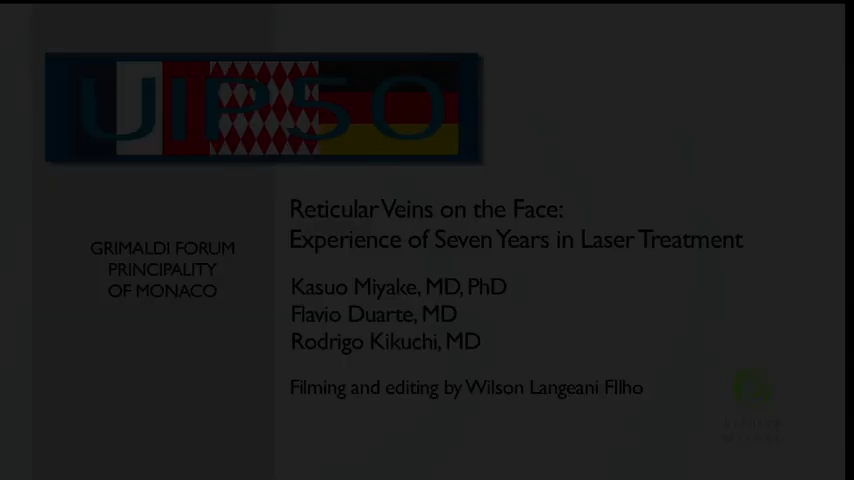 UIPSO
GRIMALDI FORUM
PRINCIPALITY
OF MONACO
Reticular Veins on the Face:
Experience of Seven Years in Laser Treatment
Kasuo Miyake, MD, PhD
Flavio Duarte, MD
Rodrigo Kikuchi, MD
Filming and editing by Wilson Langeani FIlho